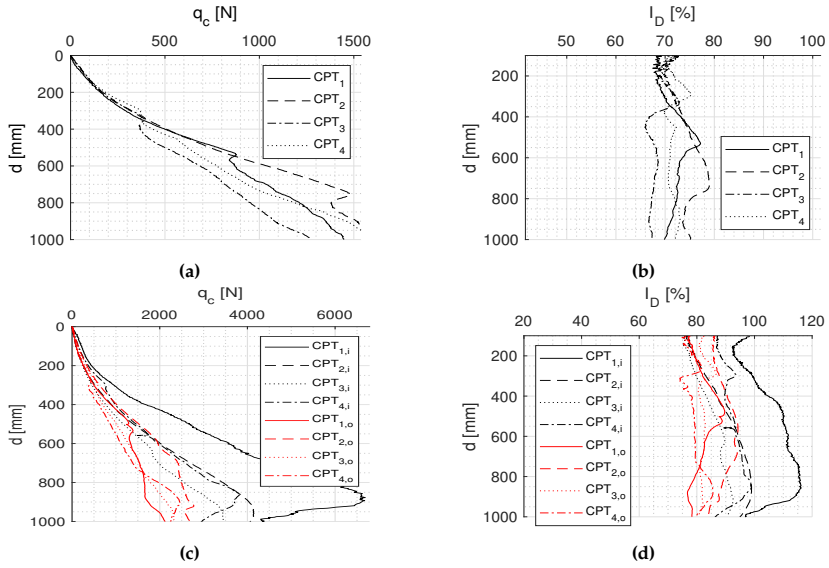 q_c [N]
0 500 1000 1500
0
200
400
600
800
1000
d [mm]
CPT_1
CPT_2
CPT_3
CPT_4
(a)
I_D [%]
50 60 70 80 90 100
200
400
600
800
1000
d [mm]
CPT_1
CPT_2
CPT_3
CPT_4
(b)
q_c [N]
0 2000 4000 6000
0
200
400
600
800
1000
d [mm]
CPT_1,i
CPT_2,i
CPT_3,i
CPT_4,i
CPT_1,o
CPT_2,o
CPT_3,o
CPT_4,o
(c)
I_D [%]
20 40 60 80 100 120
200
400
600
800
1000
d [mm]
CPT_1,i
CPT_2,i
CPT_3,i
CPT_4,i
CPT_1,o
CPT_2,o
CPT_3,o
CPT_4,o
(d)